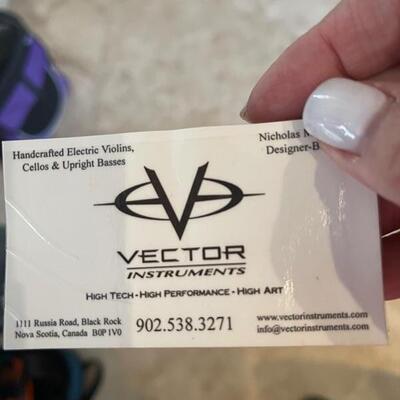 Handcrafted Electric Violins,
Cellos & Upright Basses
Nicholas
Designer-B
VECTOR
INSTRUMENTS
HIGH TECH - HIGH PERFORMANCE - HIGH ART
1111 Russia Road, Black Rock
Nova Scotia, Canada B0P 1V0
902.538.3271
www.vectorinstruments.com
info@vectorinstruments.com